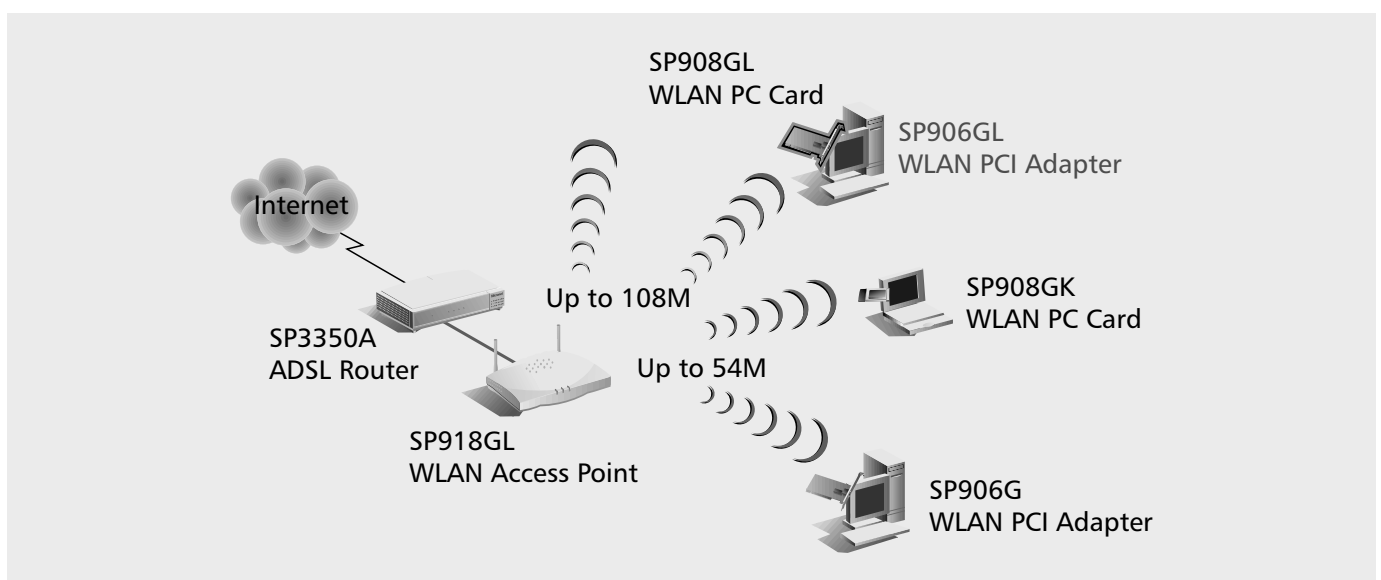 SP908GL
WLAN PC Card
SP906GL
WLAN PCI Adapter
Internet
Up to 108M
SP908GK
WLAN PC Card
SP3350A
ADSL Router
Up to 54M
SP918GL
WLAN Access Point
SP906G
WLAN PCI Adapter